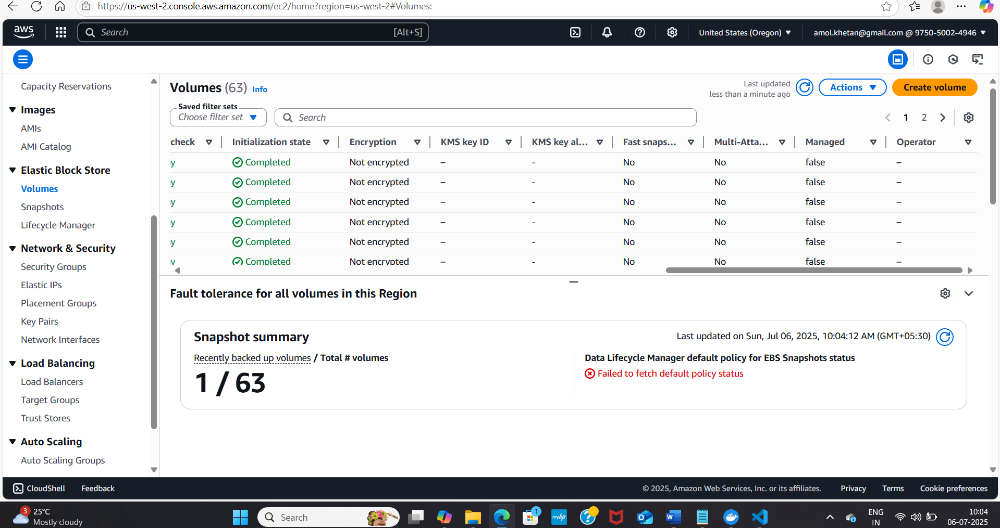 https://us-west-2.console.aws.amazon.com/ec2/home?region=us-west-2#Volumes:
aws
Search
[Alt+S]
United States (Oregon)
amol.khetan@gmail.com @ 9750-5002-4946
Capacity Reservations
Images
AMIs
AMI Catalog
Elastic Block Store
Volumes
Snapshots
Lifecycle Manager
Network & Security
Security Groups
Elastic IPs
Placement Groups
Key Pairs
Network Interfaces
Load Balancing
Load Balancers
Target Groups
Trust Stores
Auto Scaling
Auto Scaling Groups
Volumes (63) Info
Last updated
less than a minute ago
Actions
Create volume
Saved filter sets
Choose filter set
Search
1 2
check Initialization state Encryption KMS key ID KMS key al... Fast snaps... Multi-Atta... Managed Operator
y Completed Not encrypted – - No No false –
y Completed Not encrypted – - No No false –
y Completed Not encrypted – - No No false –
y Completed Not encrypted – - No No false –
y Completed Not encrypted – - No No false –
y Completed Not encrypted – - No No false –
Fault tolerance for all volumes in this Region
Snapshot summary
Last updated on Sun, Jul 06, 2025, 10:04:12 AM (GMT+05:30)
Recently backed up volumes / Total # volumes
1 / 63
Data Lifecycle Manager default policy for EBS Snapshots status
Failed to fetch default policy status
CloudShell
Feedback
© 2025, Amazon Web Services, Inc. or its affiliates.
Privacy
Terms
Cookie preferences
3
25°C
Mostly cloudy
Search
1
myhp
ENG
IN
10:04
06-07-2025